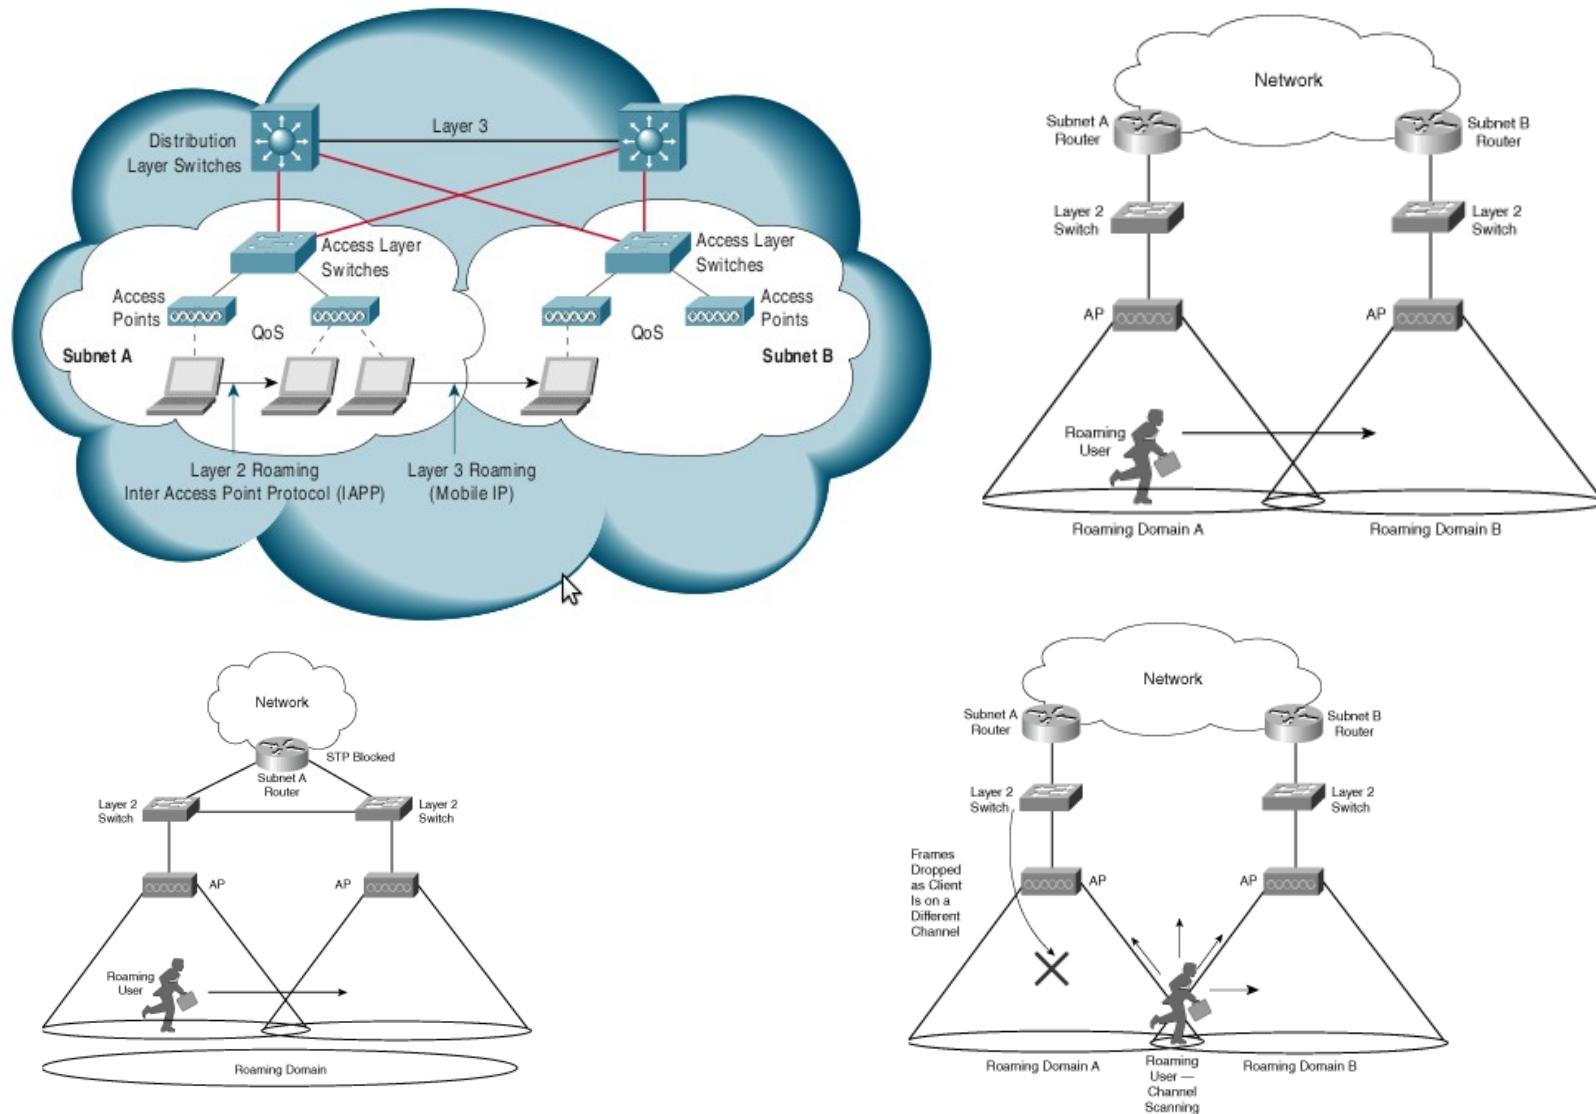 Distribution
Layer Switches
Layer 3
Access Layer
Switches
Access Layer
Switches
Access
Points
QoS
Subnet A
QoS
Access
Points
Subnet B
Layer 2 Roaming
Inter Access Point Protocol (IAPP)
Layer 3 Roaming
(Mobile IP)
Network
Subnet A
Router
Subnet B
Router
Layer 2
Switch
Layer 2
Switch
AP
AP
Roaming
User
Roaming Domain A
Roaming Domain B
Network
STP Blocked
Subnet A
Router
Layer 2
Switch
Layer 2
Switch
AP
AP
Roaming
User
Roaming Domain
Network
Subnet A
Router
Subnet B
Router
Layer 2
Switch
Layer 2
Switch
Frames
Dropped
as Client
Is on a
Different
Channel
AP
AP
Roaming Domain A
Roaming
User —
Channel
Scanning
Roaming Domain B